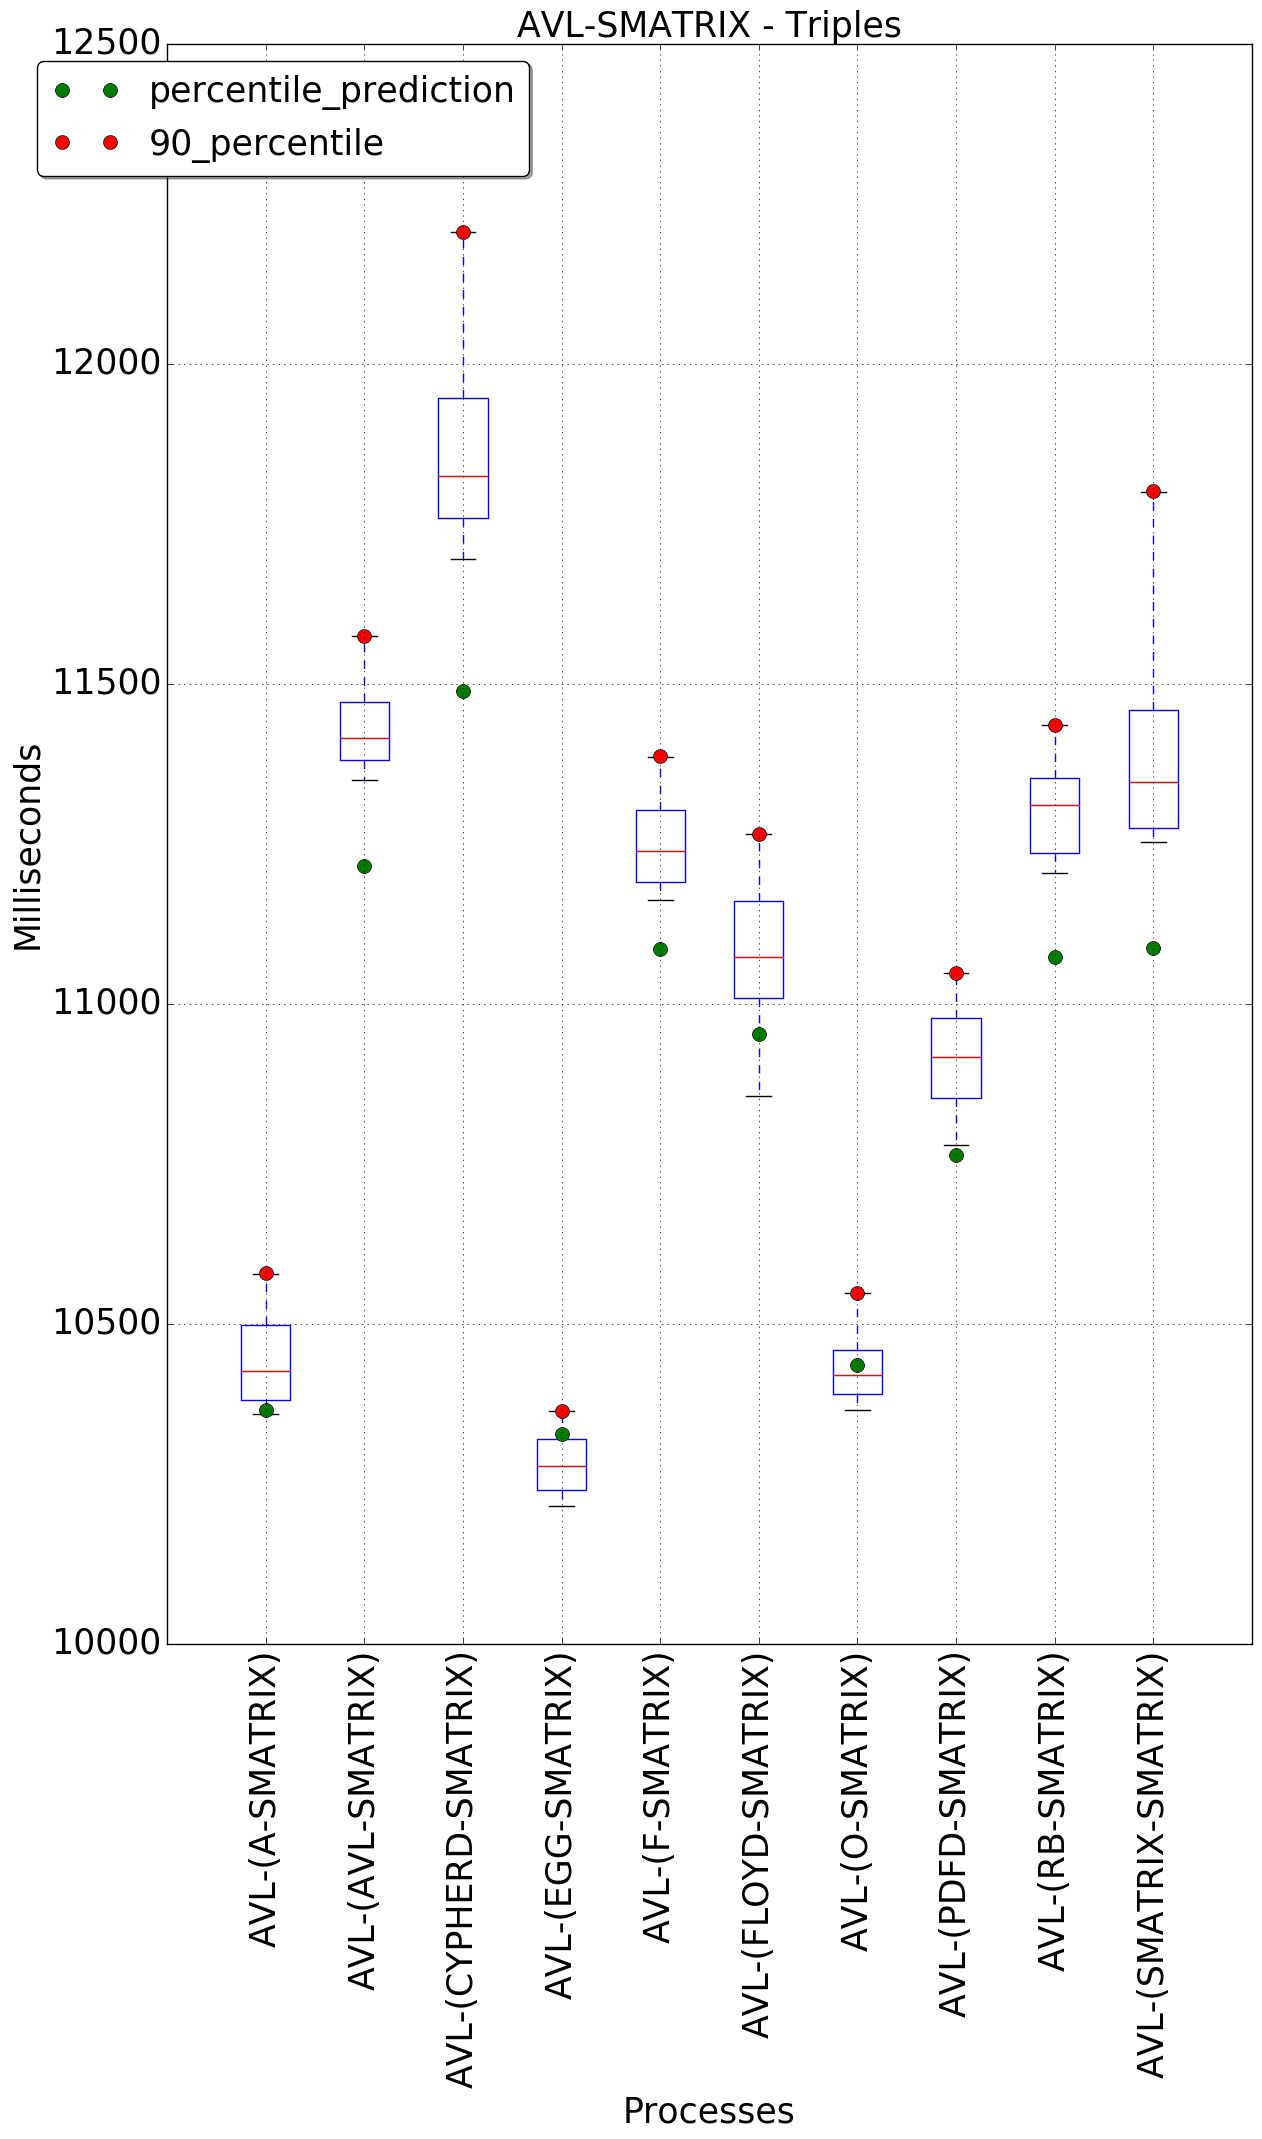 AVL-SMATRIX - Triples
percentile_prediction
90_percentile
12500
12000
11500
11000
10500
10000
Milliseconds
AVL-(A-SMATRIX)
AVL-(AVL-SMATRIX)
AVL-(CYPHERD-SMATRIX)
AVL-(EGG-SMATRIX)
AVL-(F-SMATRIX)
AVL-(FLOYD-SMATRIX)
AVL-(O-SMATRIX)
AVL-(PDFD-SMATRIX)
AVL-(RB-SMATRIX)
AVL-(SMATRIX-SMATRIX)
Processes